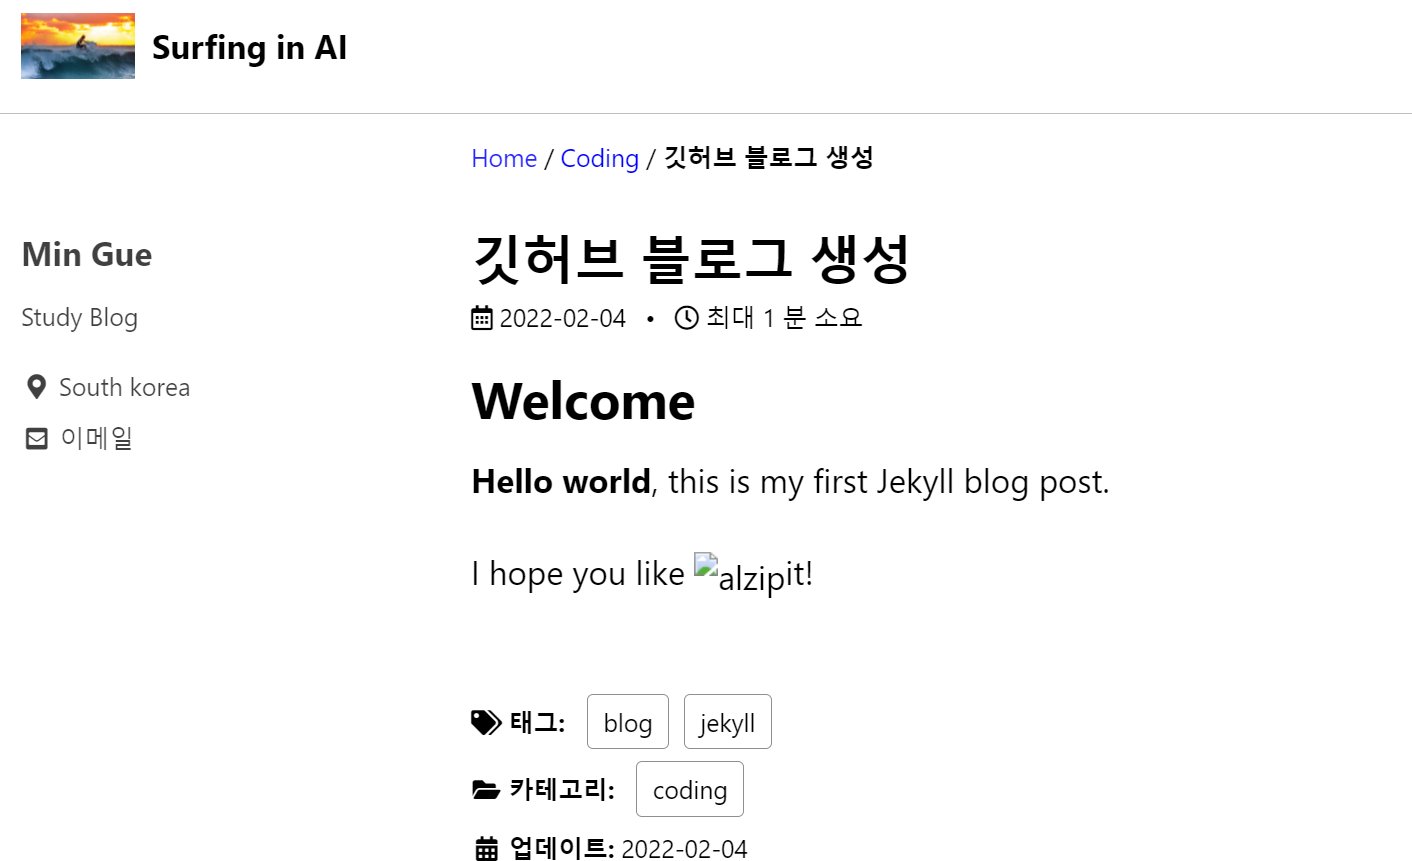 Surfing in AI
Home / Coding / 깃허브 블로그 생성
Min Gue
Study Blog
South korea
이메일
깃허브 블로그 생성
2022-02-04 • 최대 1 분 소요
Welcome
Hello world, this is my first Jekyll blog post.
I hope you like alzipit!
태그: blog jekyll
카테고리: coding
업데이트: 2022-02-04